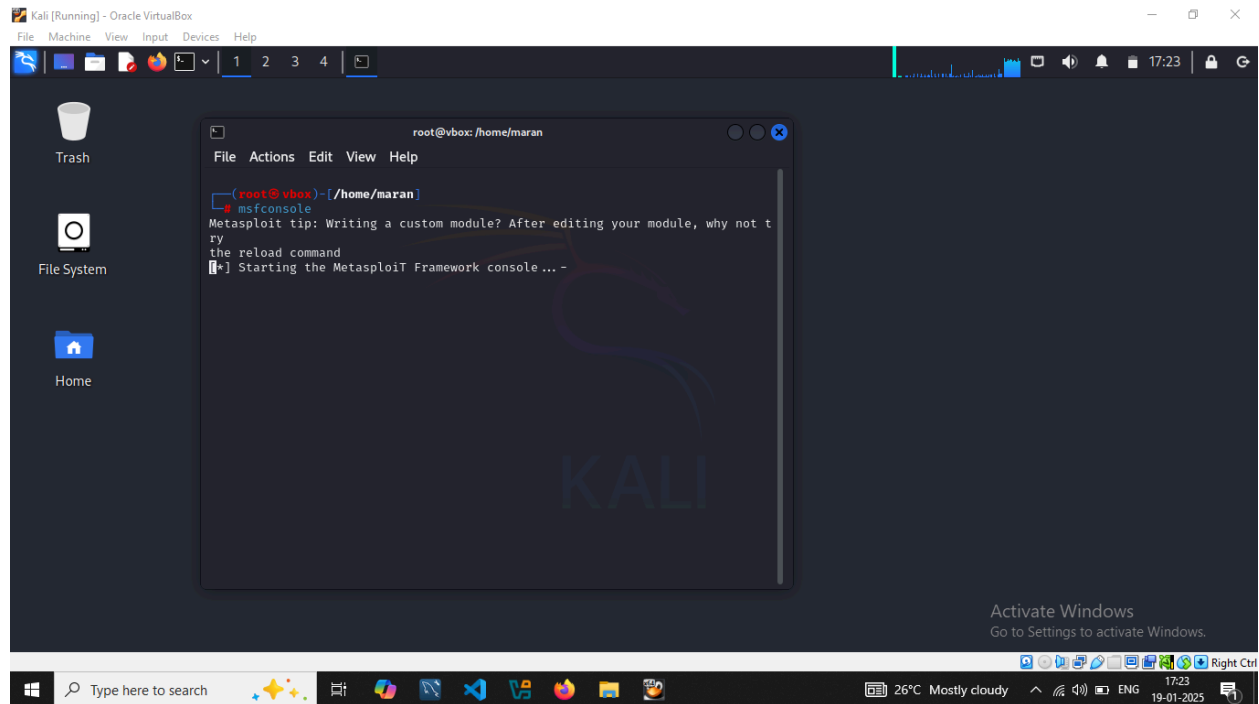 Kali [Running] - Oracle VirtualBox
File Machine View Input Devices Help
1 2 3 4
17:23
Trash
File System
Home
root@vbox: /home/maran
File Actions Edit View Help
(root㉿vbox)-[/home/maran]
# msfconsole
Metasploit tip: Writing a custom module? After editing your module, why not t
ry
the reload command
[*] Starting the MetasploiT Framework console...-
KALI
Activate Windows
Go to Settings to activate Windows.
Right Ctrl
Type here to search
26°C Mostly cloudy
ENG
17:23
19-01-2025
1